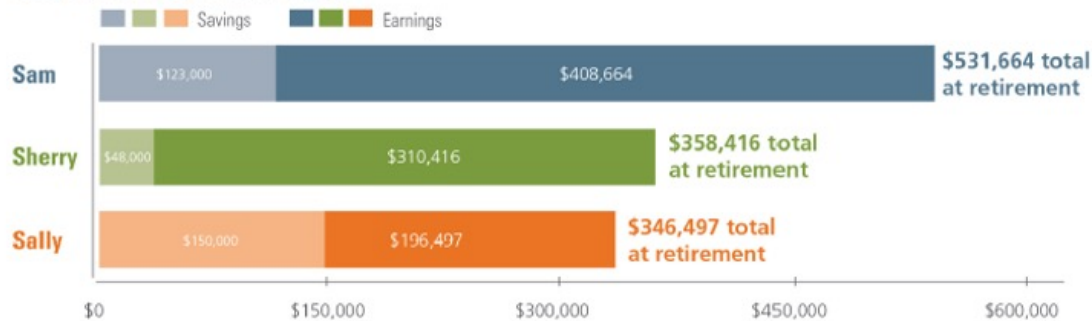 Savings Earnings
Sam $123,000 $408,664 $531,664 total
at retirement
Sherry $48,000 $310,416 $358,416 total
at retirement
Sally $150,000 $196,497 $346,497 total
at retirement
$0 $150,000 $300,000 $450,000 $600,000